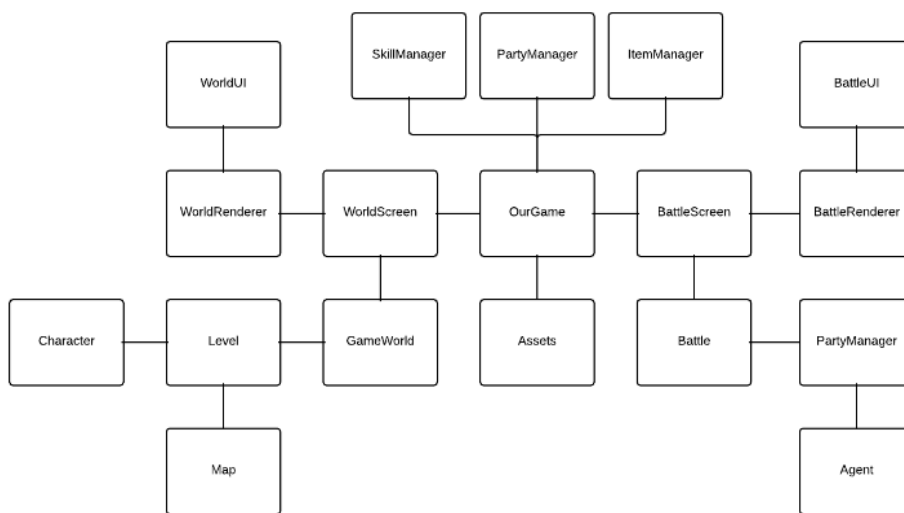 SkillManager
PartyManager
ItemManager
WorldUI
BattleUI
WorldRenderer
WorldScreen
OurGame
BattleScreen
BattleRenderer
Character
Level
GameWorld
Assets
Battle
PartyManager
Map
Agent